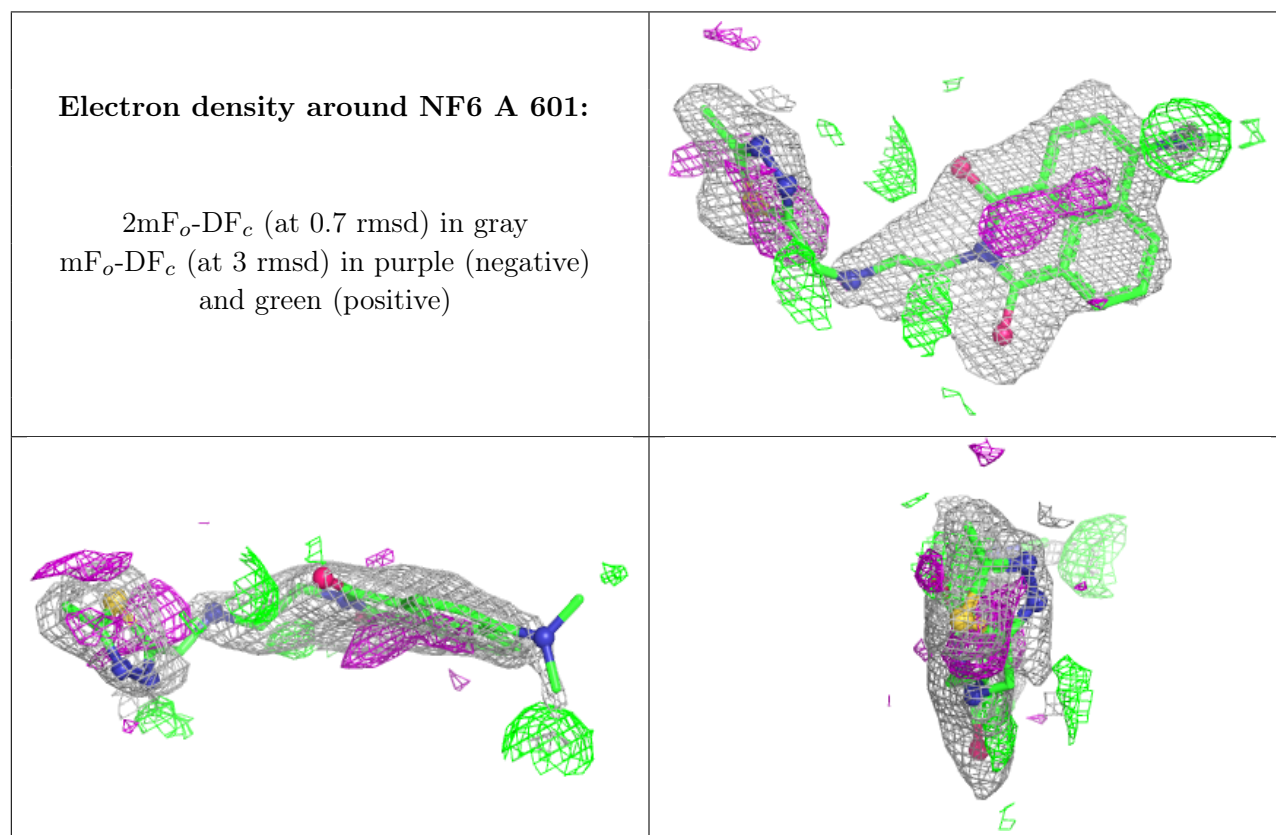 Electron density around NF6 A 601:
2mFo-DFc (at 0.7 rmsd) in gray
mFo-DFc (at 3 rmsd) in purple (negative)
and green (positive)